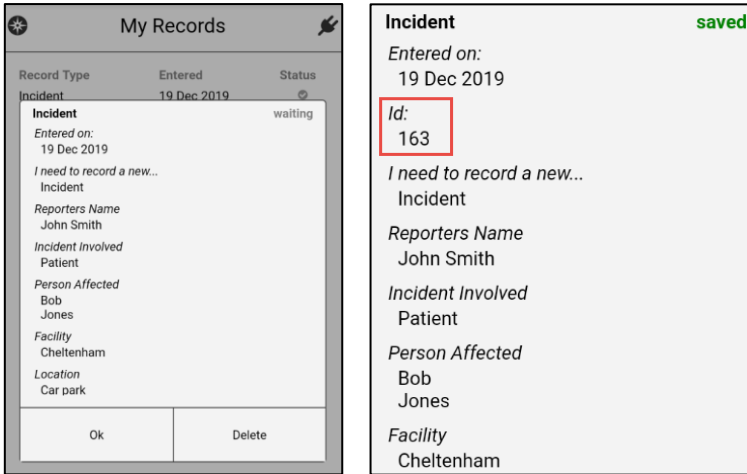 My Records
Record Type Entered Status
Incident 19 Dec 2019
Incident waiting
Entered on:
19 Dec 2019
I need to record a new...
Incident
Reporters Name
John Smith
Incident Involved
Patient
Person Affected
Bob
Jones
Facility
Cheltenham
Location
Car park
Ok Delete
Incident saved
Entered on:
19 Dec 2019
Id:
163
I need to record a new...
Incident
Reporters Name
John Smith
Incident Involved
Patient
Person Affected
Bob
Jones
Facility
Cheltenham